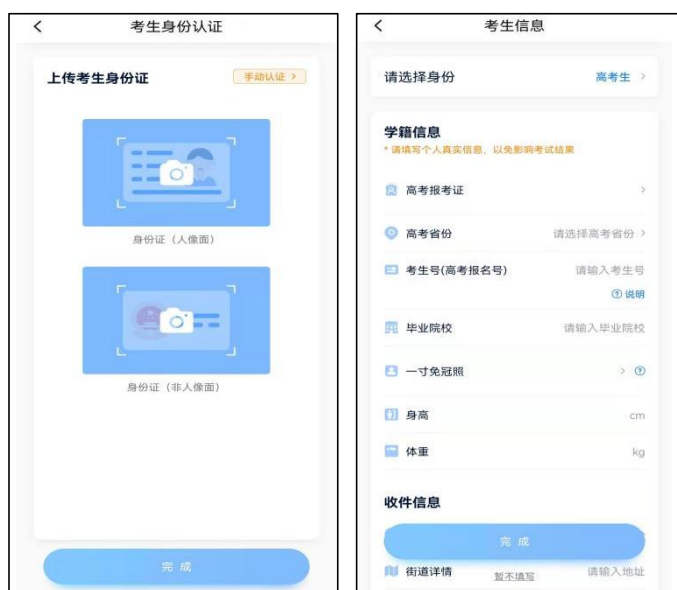 考生身份认证
上传考生身份证
手动认证 >
身份证（人像面）
身份证（非人像面）
完成
考生信息
请选择身份 高考生 >
学籍信息
* 请填写个人真实信息，以免影响考试结果
高考报考证 >
高考省份 请选择高考省份 >
考生号(高考报名号) 请输入考生号
? 说明
毕业院校 请输入毕业院校
一寸免冠照 > ?
身高 cm
体重 kg
收件信息
完成
街道详情 请输入地址
暂不填写